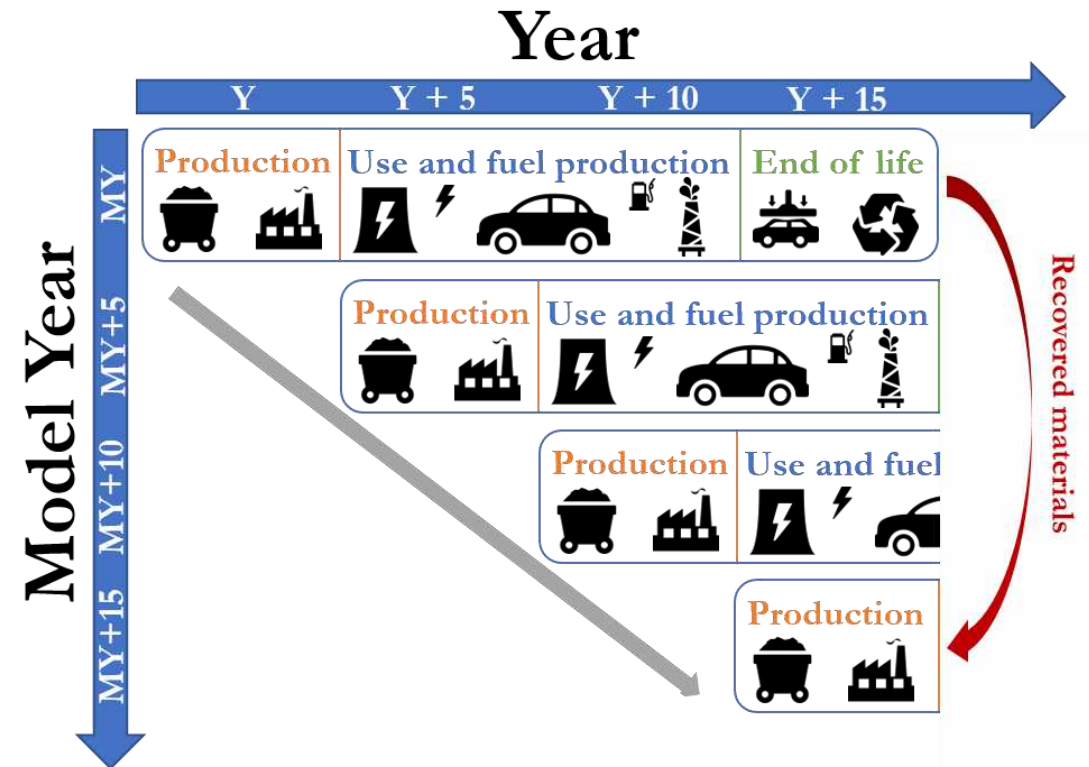 Year
Y
Y + 5
Y + 10
Y + 15
Model Year
MY
MY+5
MY+10
MY+15
Production
Use and fuel production
End of life
Production
Use and fuel production
Production
Use and fuel
Production
Recovered materials